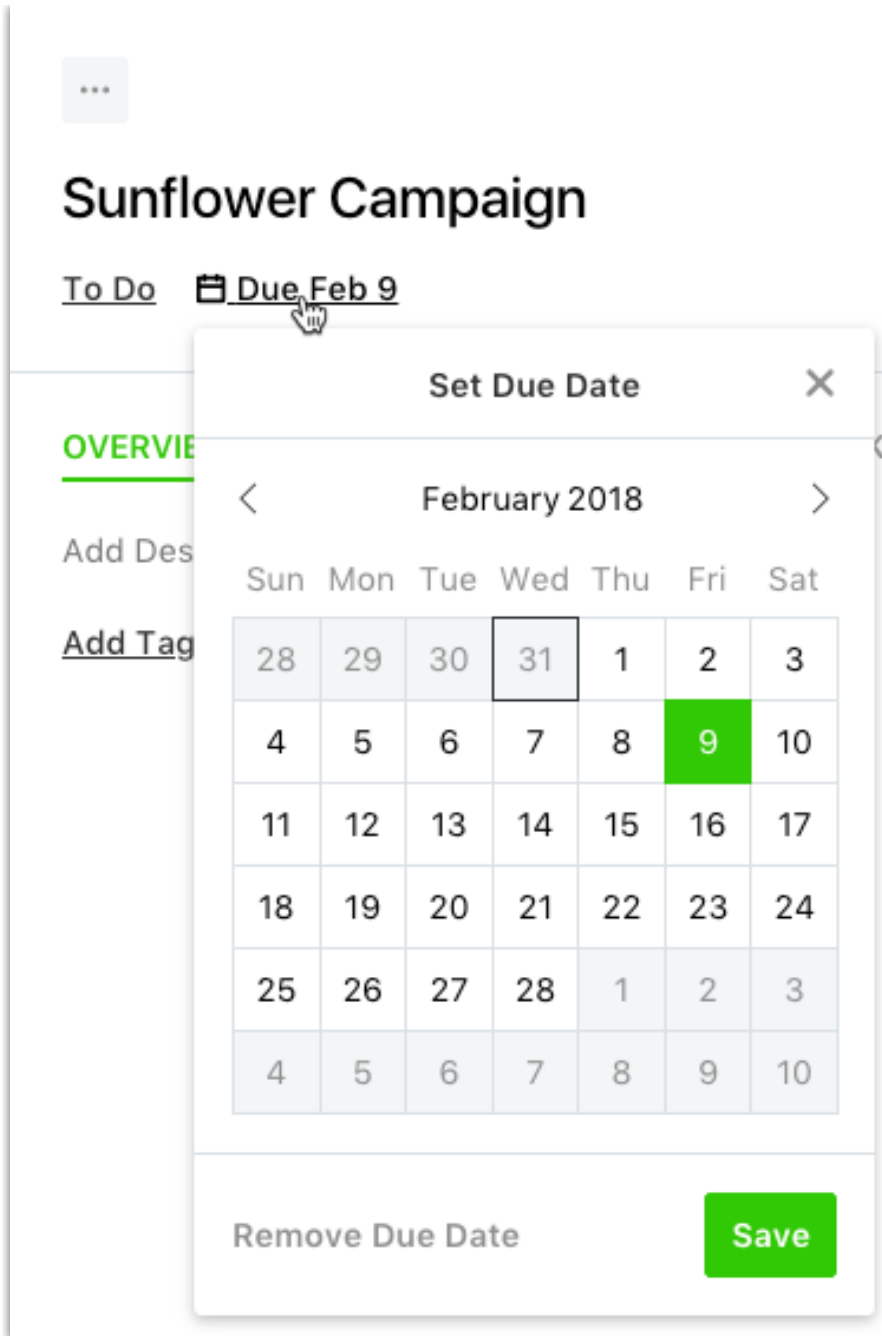 Sunflower Campaign
To Do Due Feb 9
Set Due Date
OVERVIE
February 2018
Add Des
Sun Mon Tue Wed Thu Fri Sat
Add Tag
28 29 30 31 1 2 3
4 5 6 7 8 9 10
11 12 13 14 15 16 17
18 19 20 21 22 23 24
25 26 27 28 1 2 3
4 5 6 7 8 9 10
Remove Due Date Save